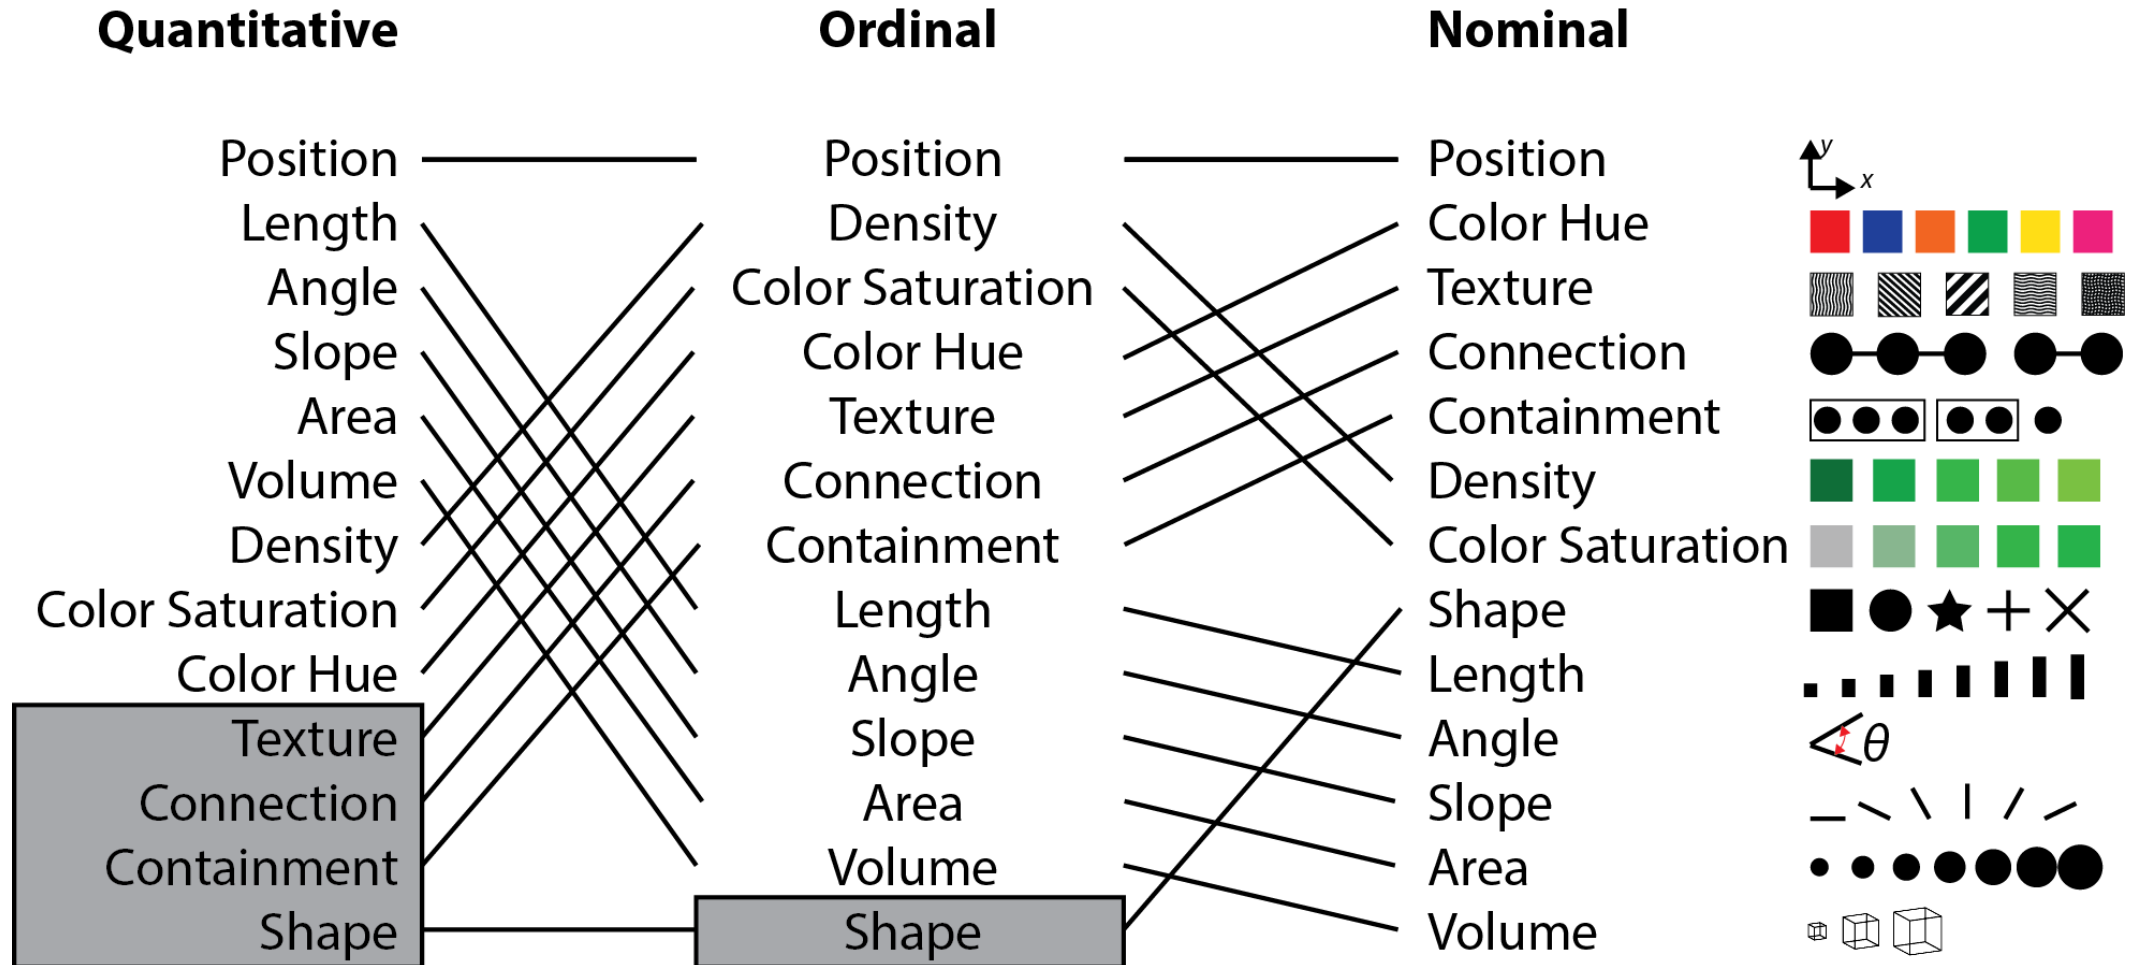 Quantitative Ordinal Nominal
Position Position Position y x
Length Density Color Hue
Angle Color Saturation Texture
Slope Color Hue Connection
Area Texture Containment
Volume Connection Density
Density Containment Color Saturation
Color Saturation Length Shape
Color Hue Angle Length
Texture Slope Angle θ
Connection Area Slope
Containment Volume Area
Shape Shape Volume